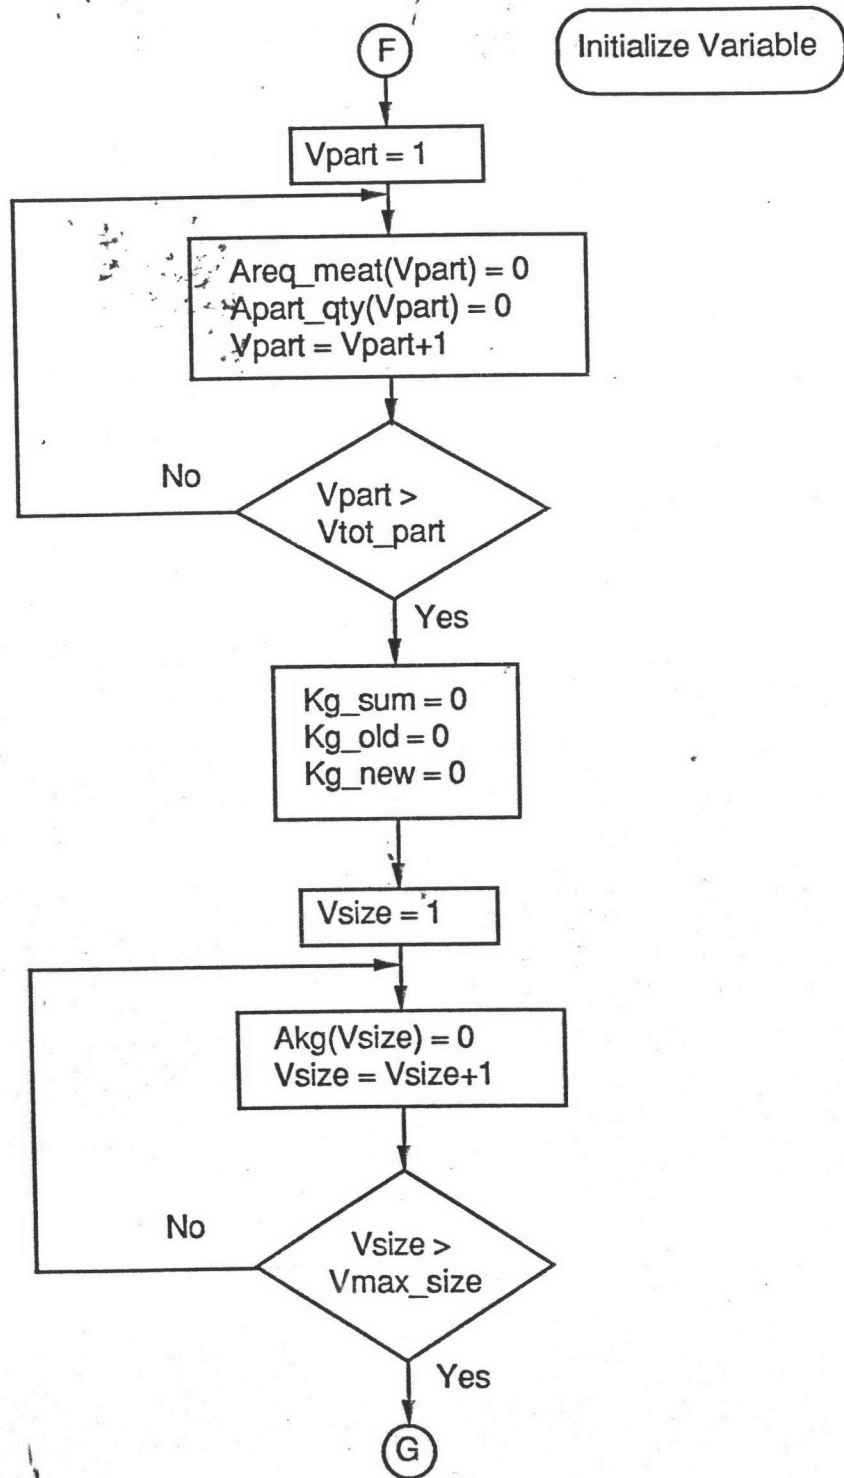 F
Initialize Variable
Vpart = 1
Areq_meat(Vpart) = 0
Apart_qty(Vpart) = 0
Vpart = Vpart+1
No
Vpart >
Vtot_part
Yes
Kg_sum = 0
Kg_old = 0
Kg_new = 0
Vsize = 1
Akg(Vsize) = 0
Vsize = Vsize+1
No
Vsize >
Vmax_size
Yes
G